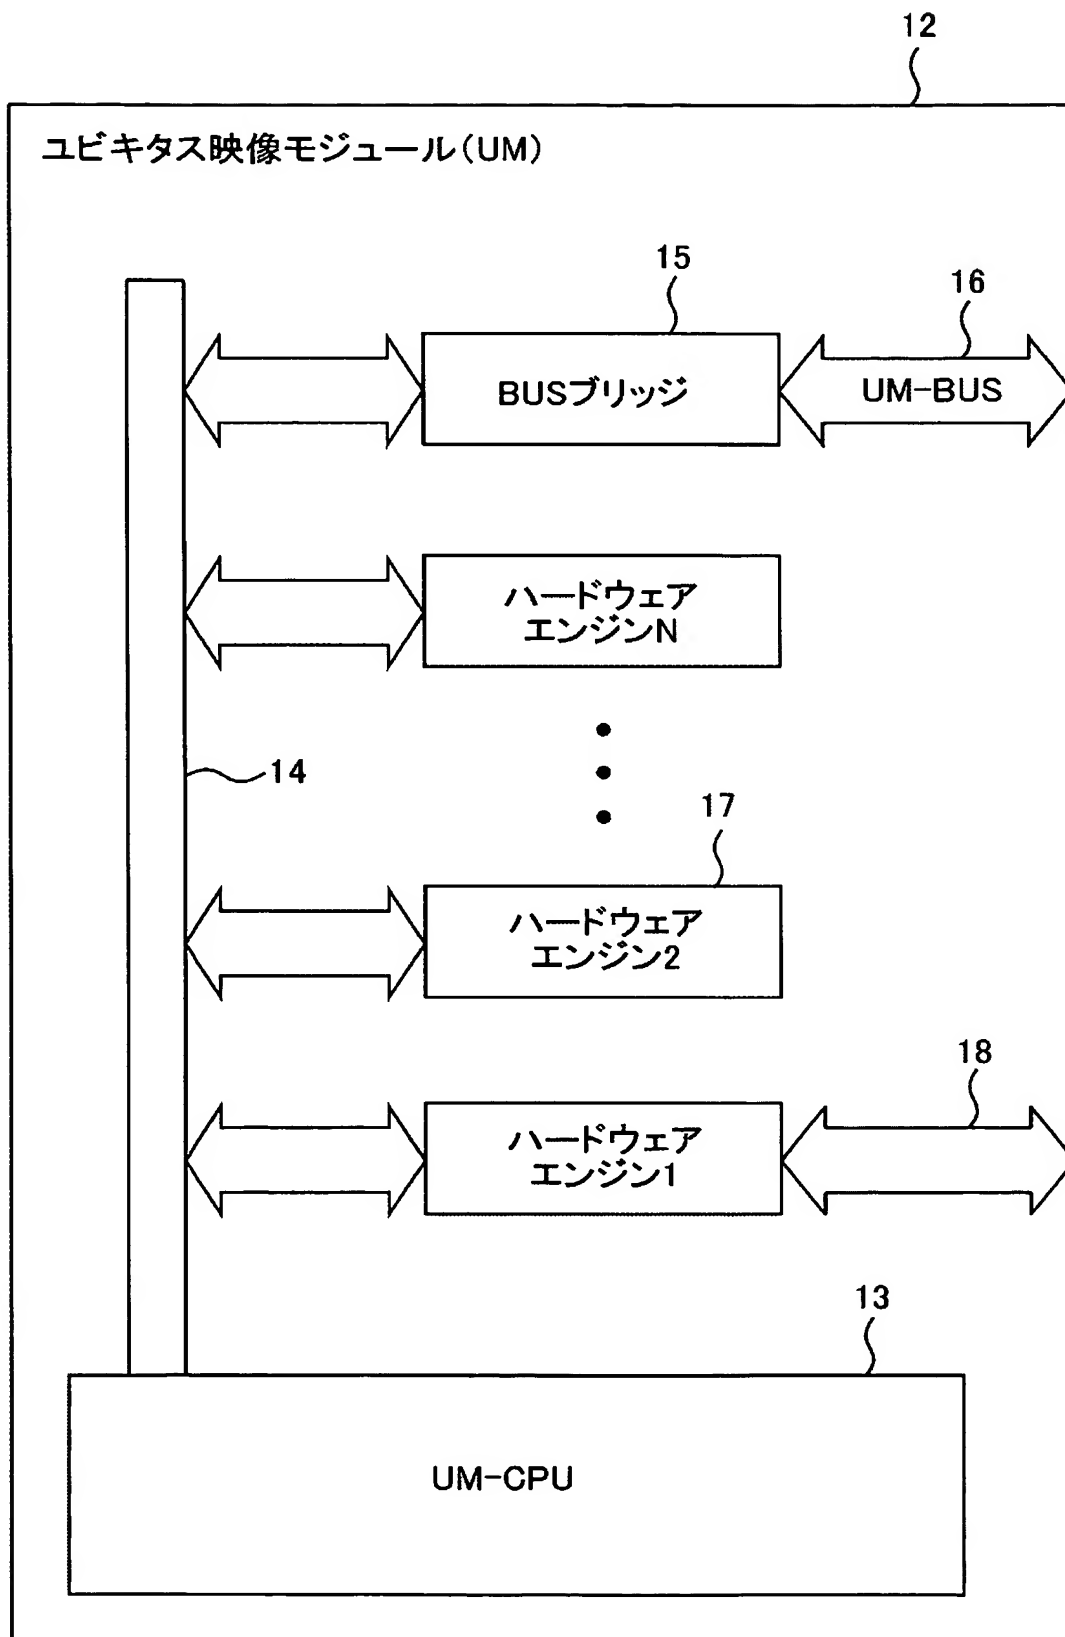 12
ユビキタス映像モジュール(UM)
15
16
BUSブリッジ
UM-BUS
ハードウェア
エンジンN
14
17
ハードウェア
エンジン2
18
ハードウェア
エンジン1
13
UM-CPU